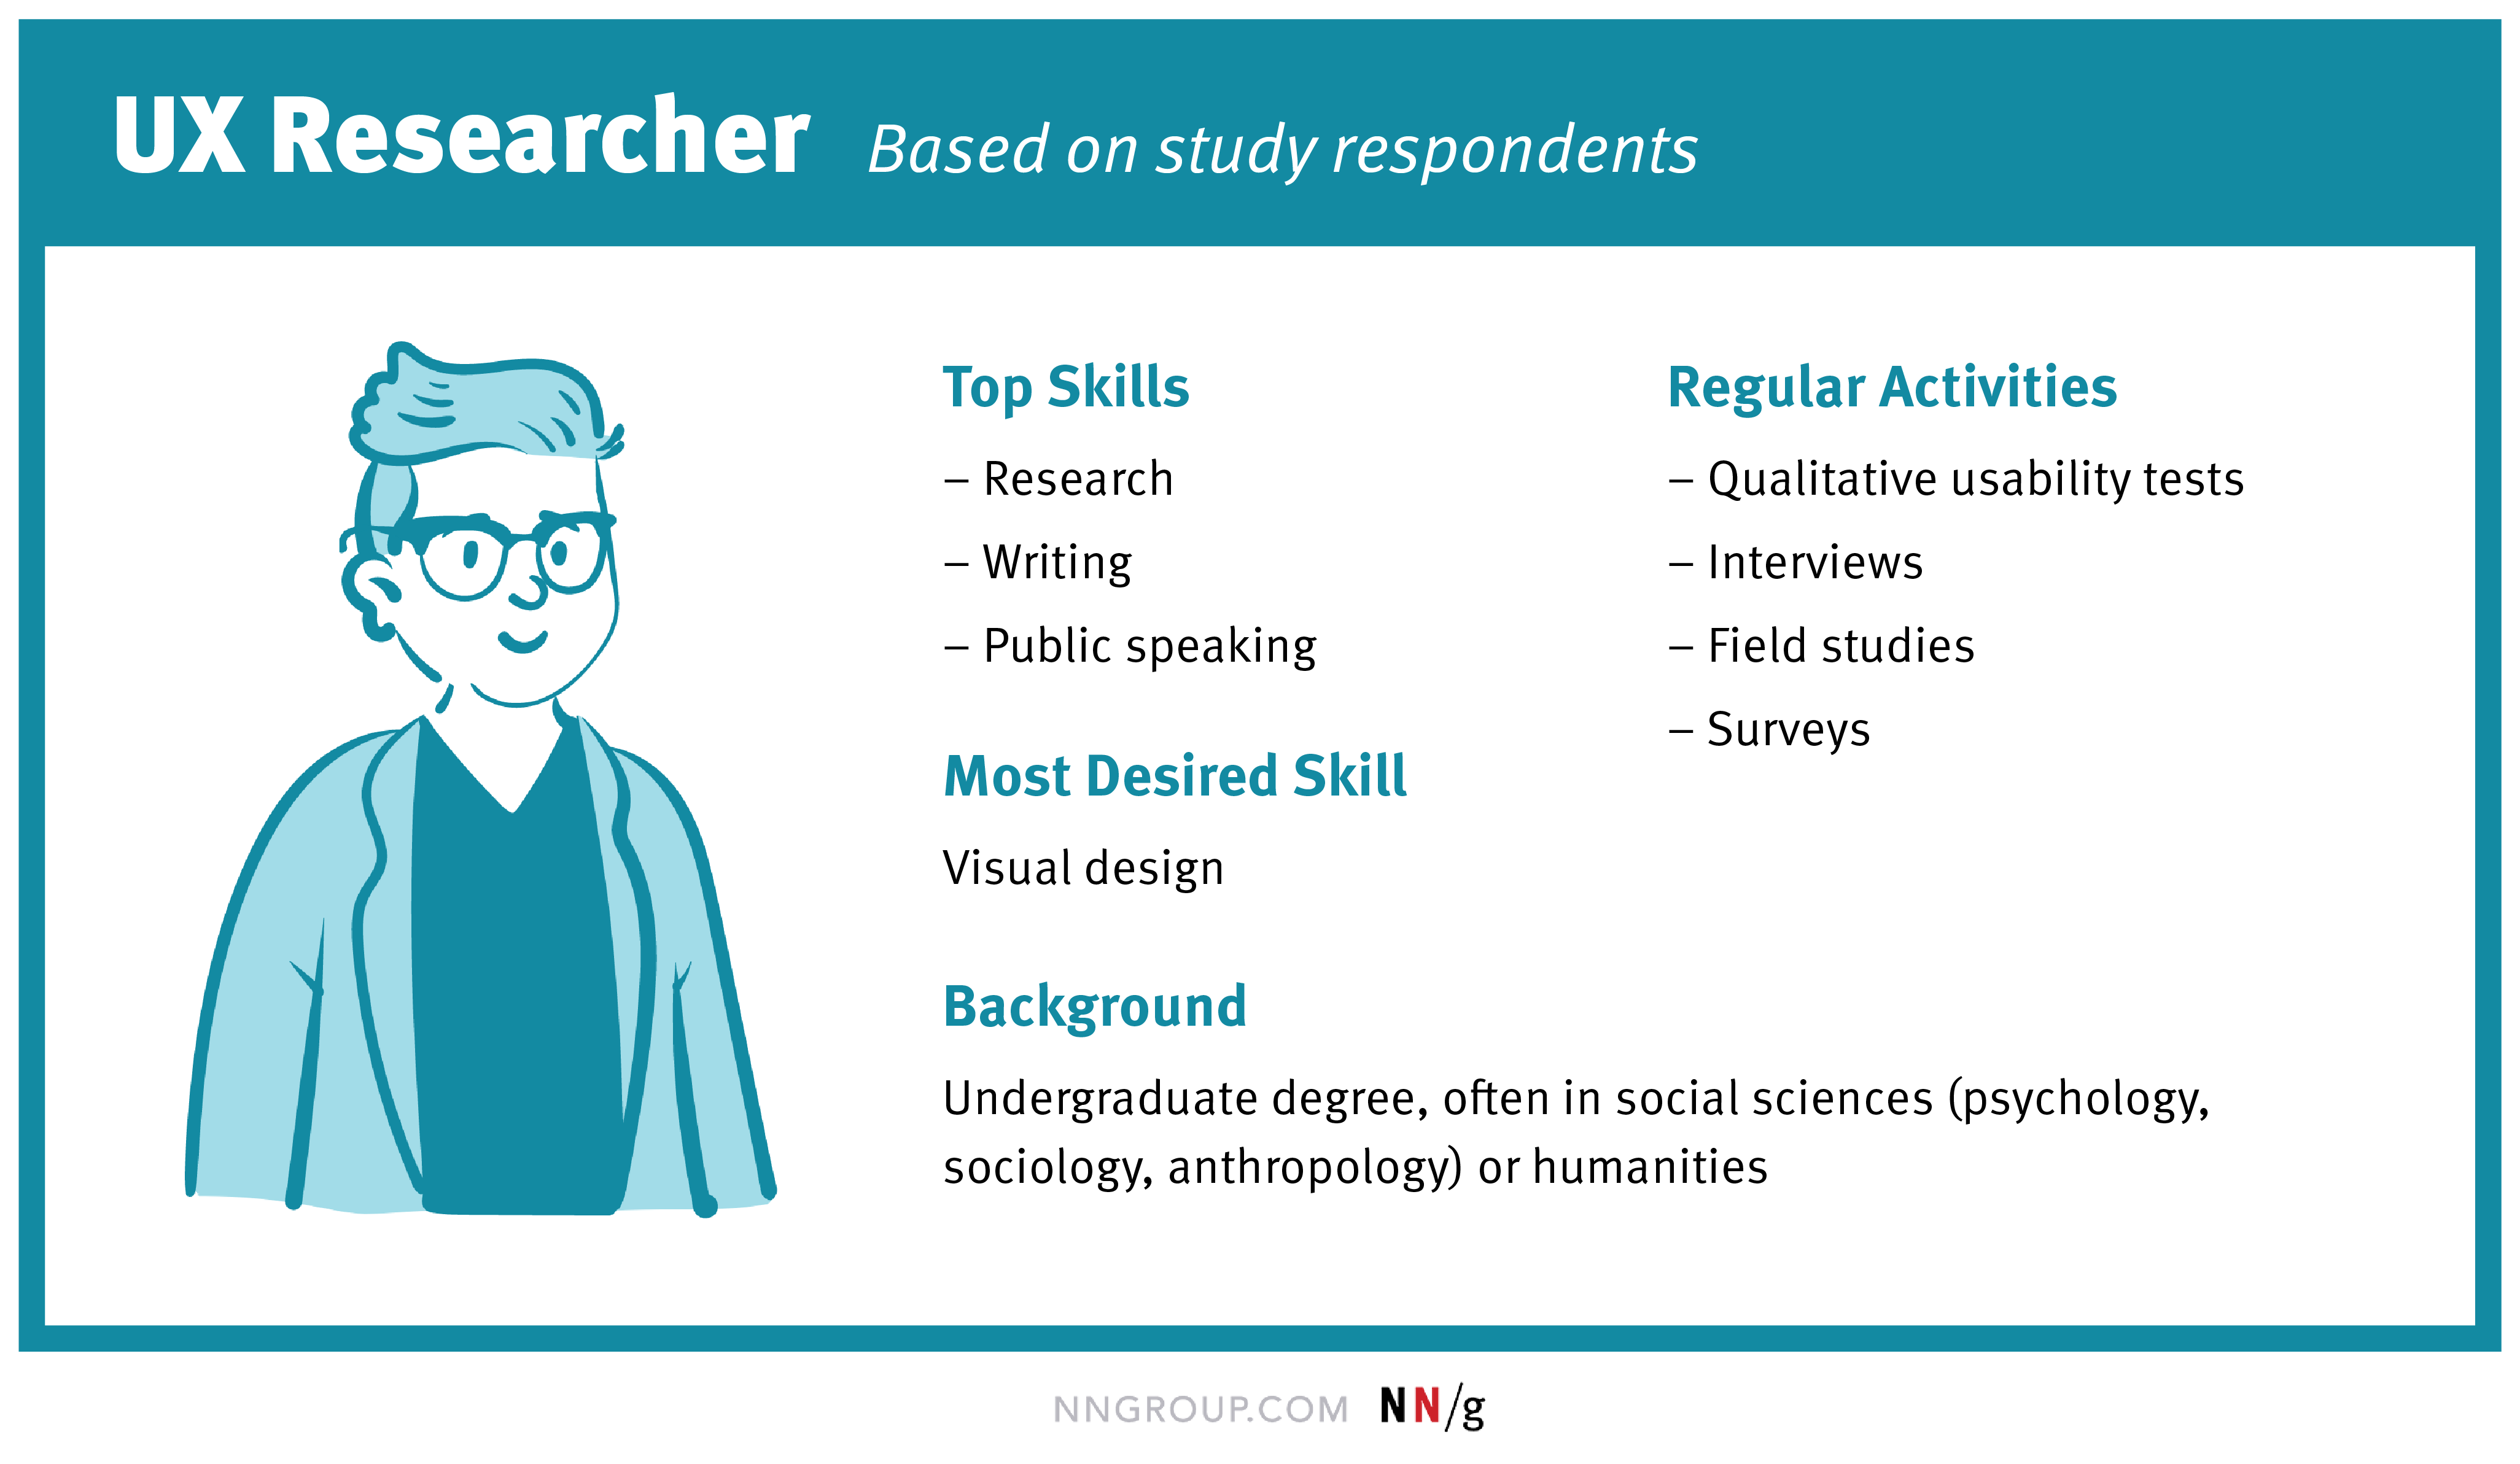 UX Researcher Based on study respondents
Top Skills
– Research
– Writing
– Public speaking
Most Desired Skill
Visual design
Background
Undergraduate degree, often in social sciences (psychology,
sociology, anthropology) or humanities
Regular Activities
– Qualitative usability tests
– Interviews
– Field studies
– Surveys
NNGROUP.COM NN/g